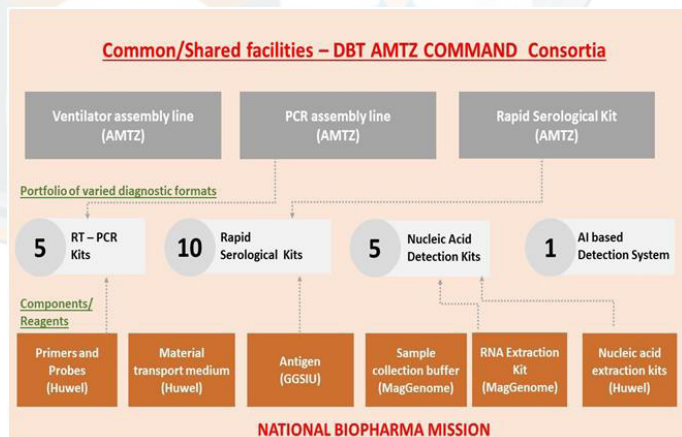 Common/Shared facilities – DBT AMTZ COMMAND Consortia
Ventilator assembly line
(AMTZ)
PCR assembly line
(AMTZ)
Rapid Serological Kit
(AMTZ)
Portfolio of varied diagnostic formats
5
RT – PCR
Kits
10
Rapid
Serological Kits
5
Nucleic Acid
Detection Kits
1
AI based
Detection System
Components/
Reagents
Primers and
Probes
(Huwel)
Material
transport medium
(Huwel)
Antigen
(GGSIU)
Sample
collection buffer
(MagGenome)
RNA Extraction
Kit
(MagGenome)
Nucleic acid
extraction kits
(Huwel)
NATIONAL BIOPHARMA MISSION